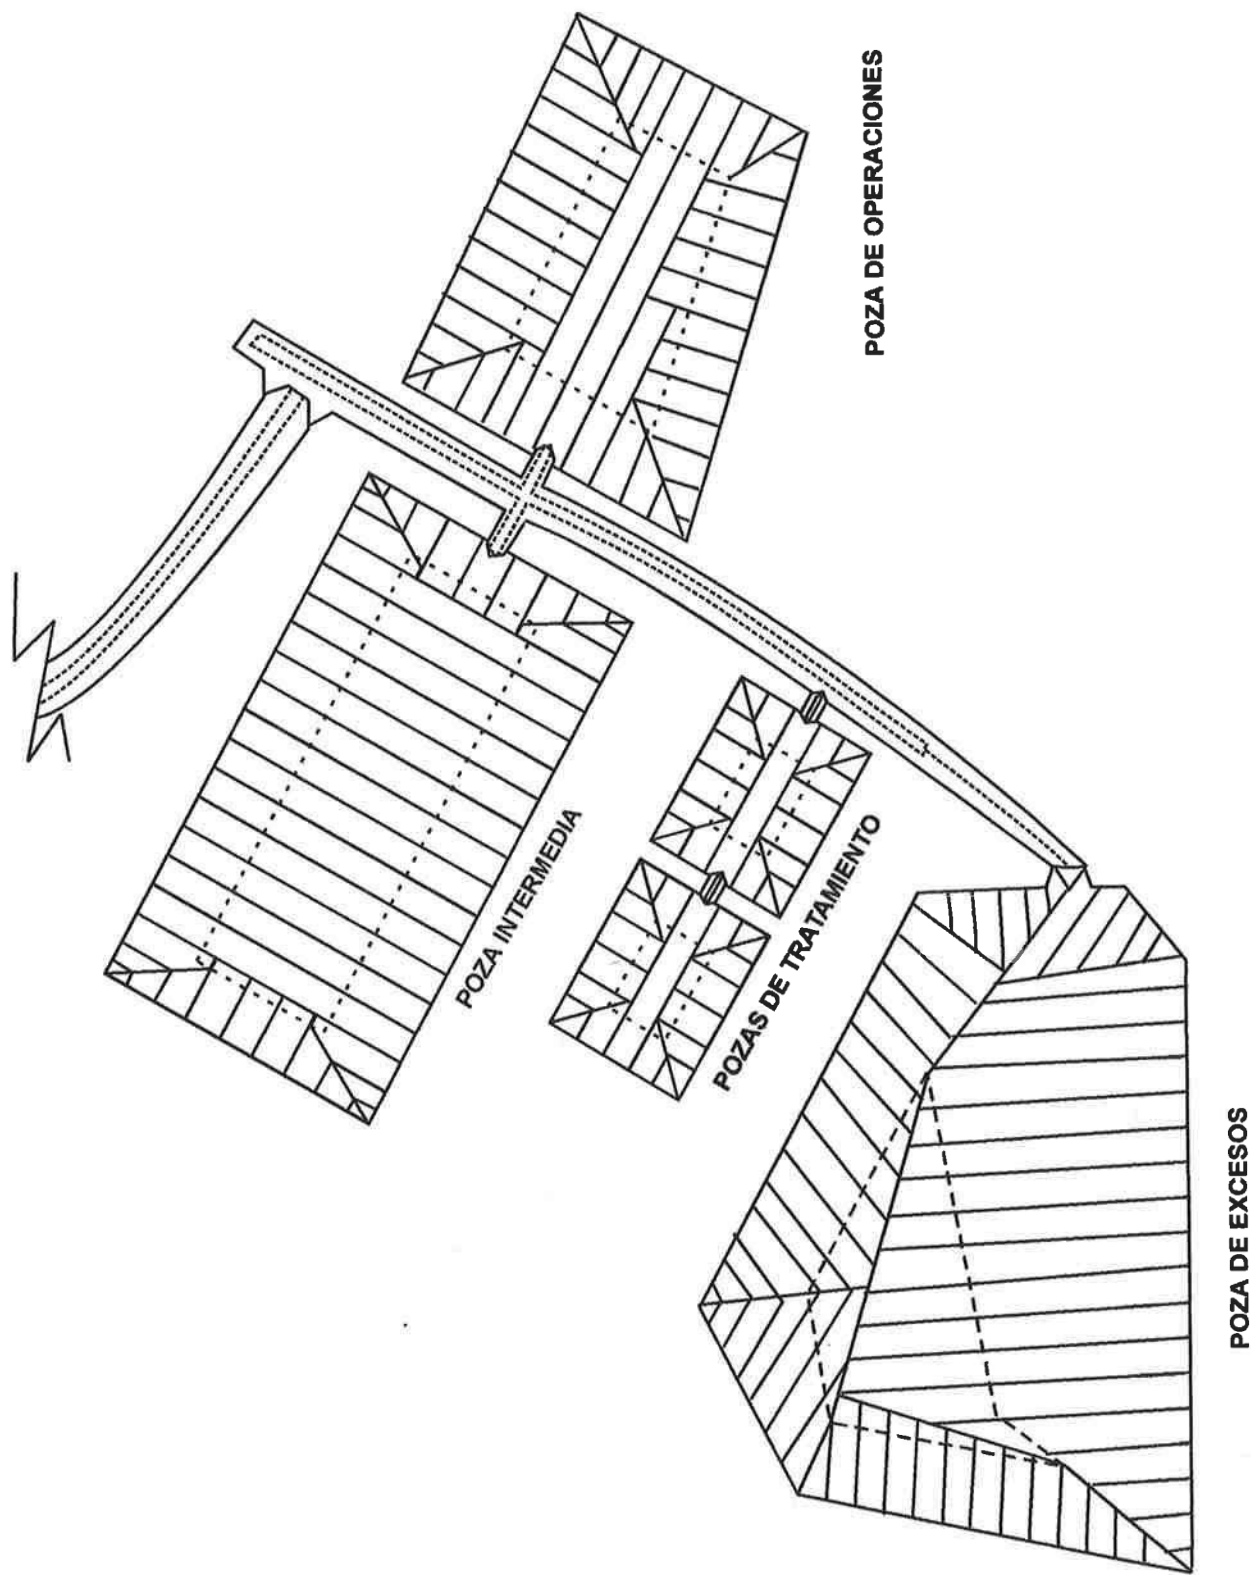 POZA DE OPERACIONES
POZA INTERMEDIA
POZAS DE TRATAMIENTO
POZA DE EXCESOS